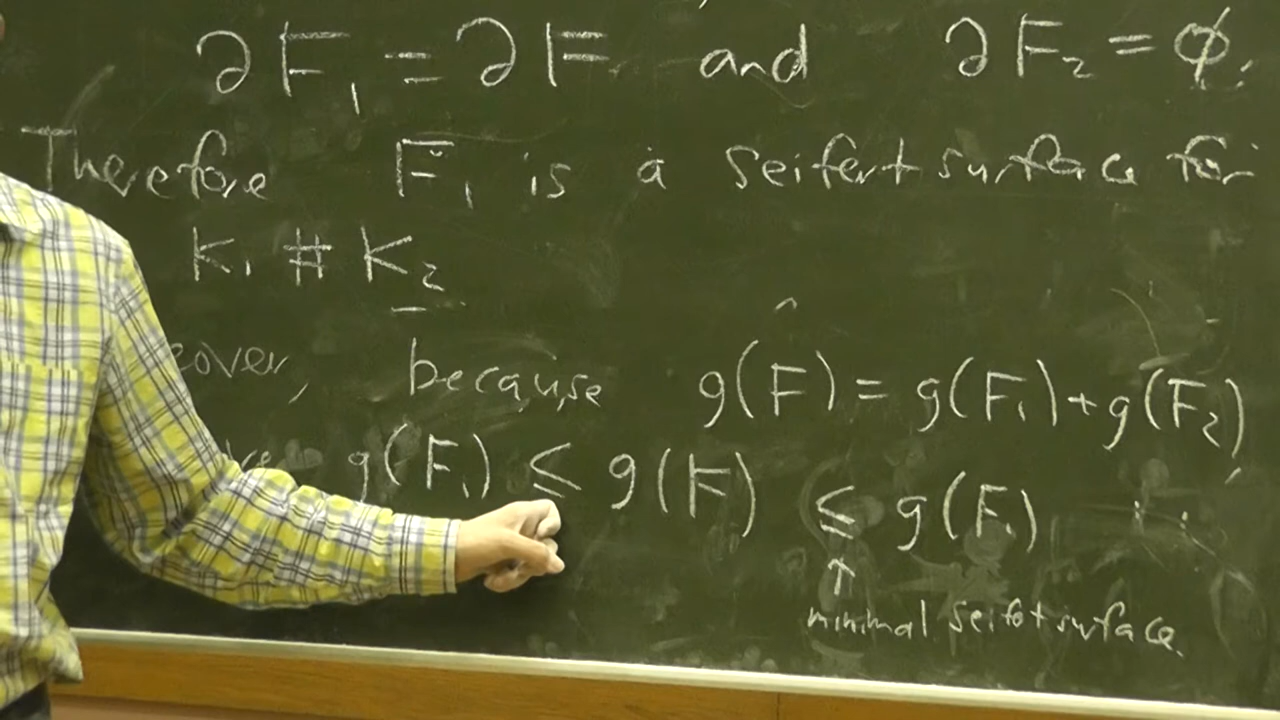 ∂F₁ = ∂F and ∂F₂ = ϕ.
Therefore F₁ is a Seifert surface for
K₁ # K₂
eover, because g(F) = g(F₁) + g(F₂),
g(F₁) ≤ g(F) ≤ g(F₁)
↑
minimal Seifert surface.